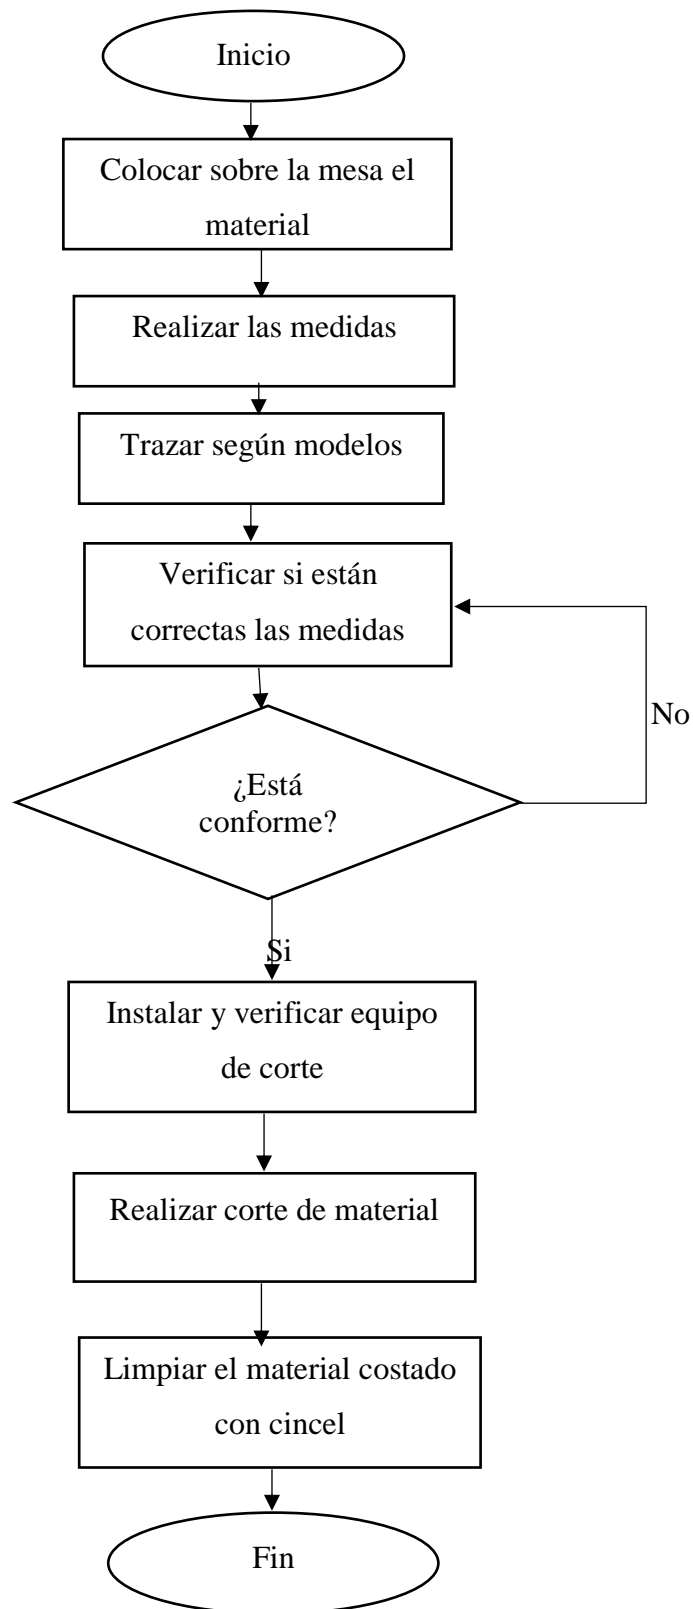 Inicio
Colocar sobre la mesa el
material
Realizar las medidas
Trazar según modelos
Verificar si están
correctas las medidas
No
¿Está
conforme?
Si
Instalar y verificar equipo
de corte
Realizar corte de material
Limpiar el material costado
con cincel
Fin